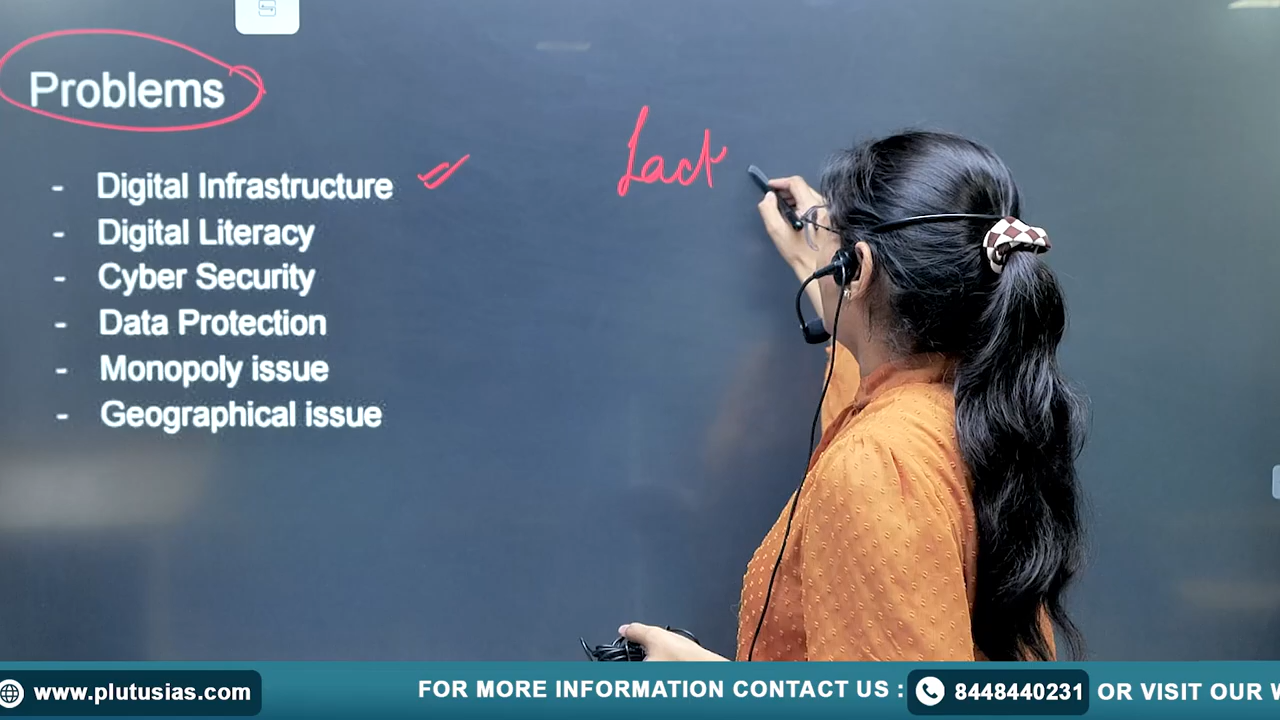 Problems
- Digital Infrastructure
- Digital Literacy
- Cyber Security
- Data Protection
- Monopoly issue
- Geographical issue
Lack
www.plutusias.com FOR MORE INFORMATION CONTACT US : 8448440231 OR VISIT OUR